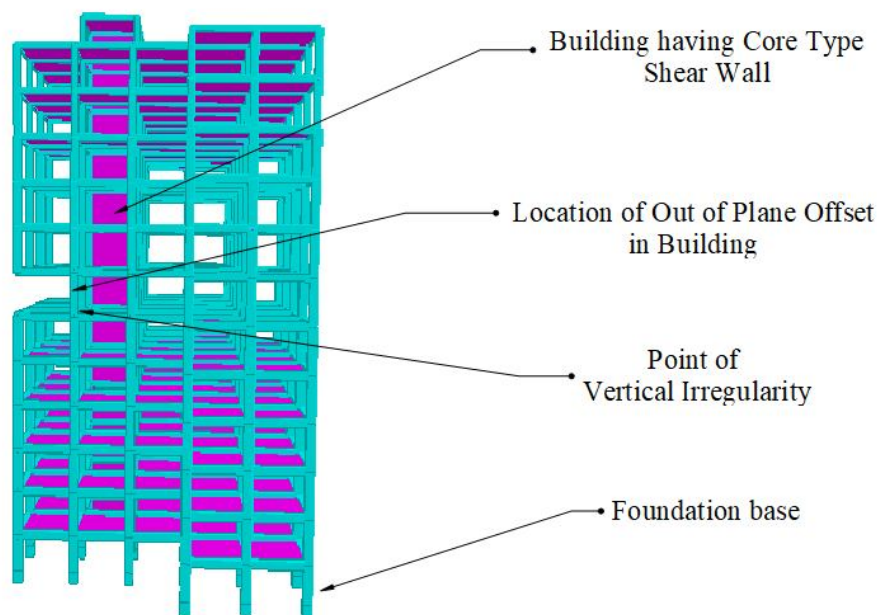 Building having Core Type
Shear Wall
Location of Out of Plane Offset
in Building
Point of
Vertical Irregularity
Foundation base